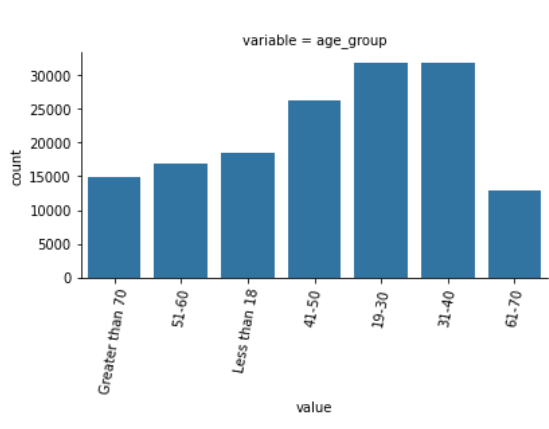 variable = age_group
30000
25000
20000
15000
10000
5000
0
count
Greater than 70
51-60
Less than 18
41-50
19-30
31-40
61-70
value